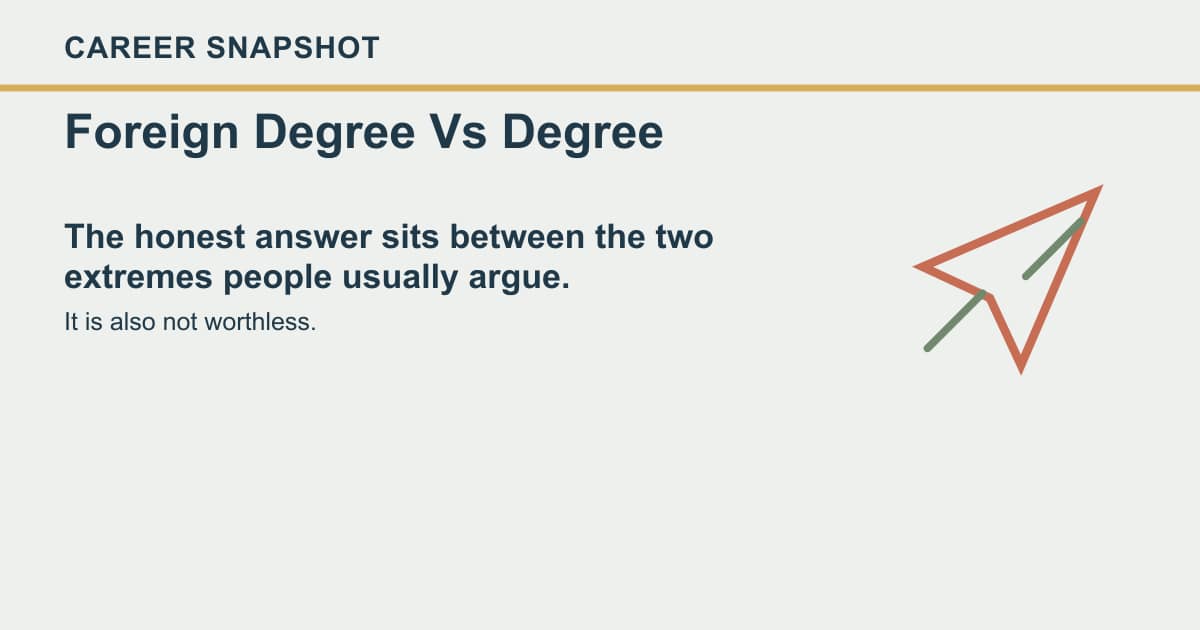 CAREER SNAPSHOT
Foreign Degree Vs Degree
The honest answer sits between the two
extremes people usually argue.
It is also not worthless.